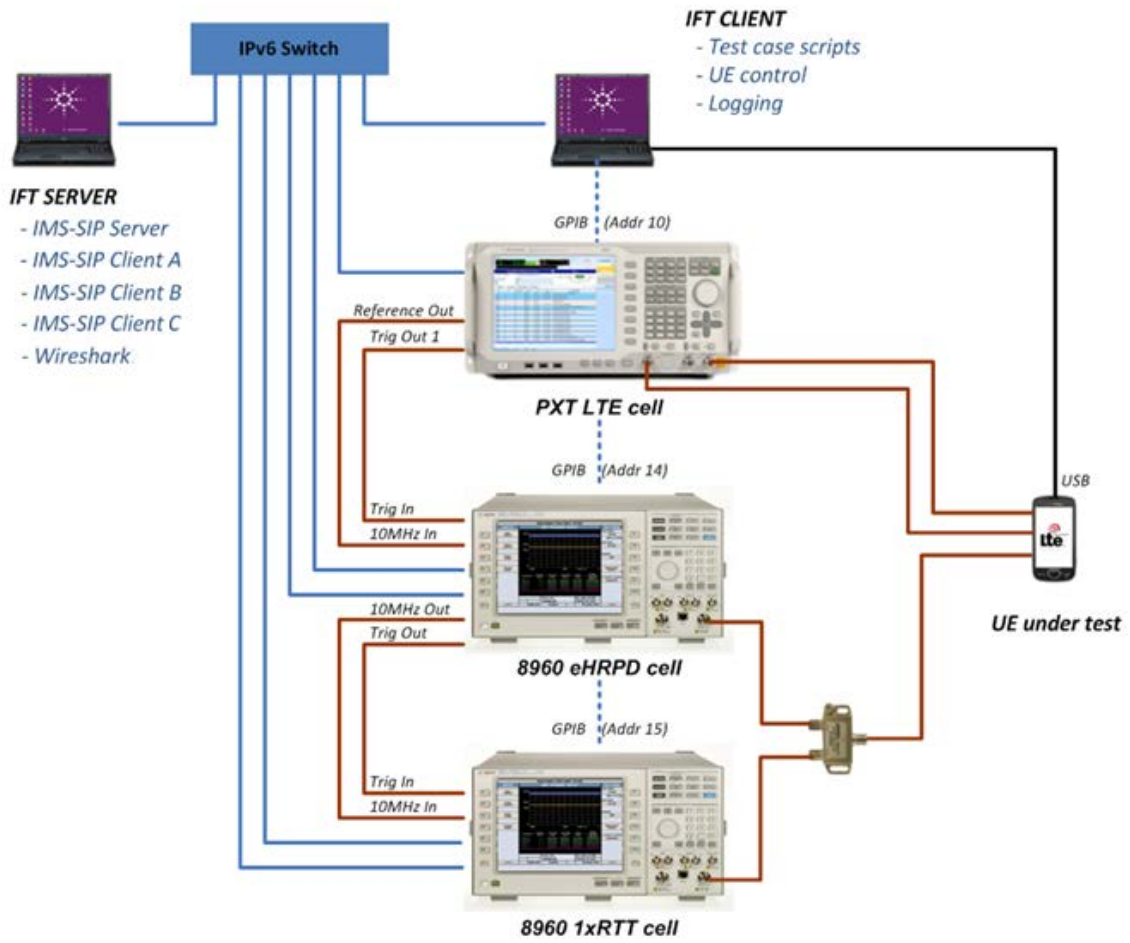 IFT CLIENT
- Test case scripts
- UE control
- Logging
IPv6 Switch
IFT SERVER
- IMS-SIP Server
- IMS-SIP Client A
- IMS-SIP Client B
- IMS-SIP Client C
- Wireshark
GPIB (Addr 10)
Reference Out
Trig Out 1
PXT LTE cell
GPIB (Addr 14)
USB
Trig In
10MHz In
Lte
10MHz Out
Trig Out
UE under test
8960 eHRPD cell
GPIB (Addr 15)
Trig In
10MHz In
8960 1xRTT cell